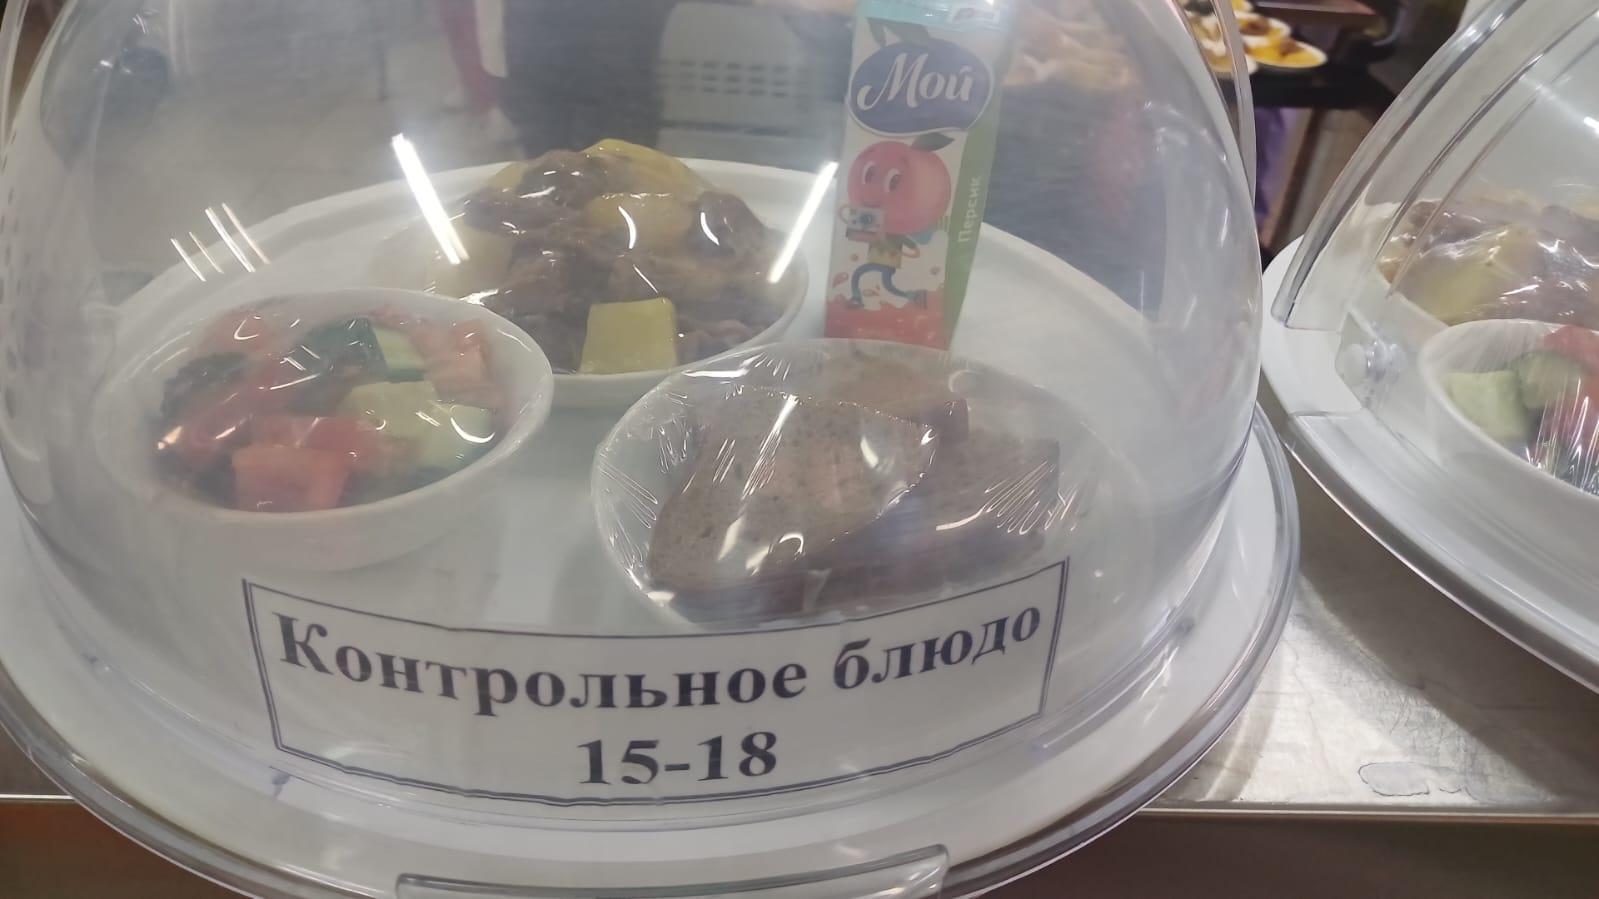 Мой
Персик
Контрольное блюдо
15-18